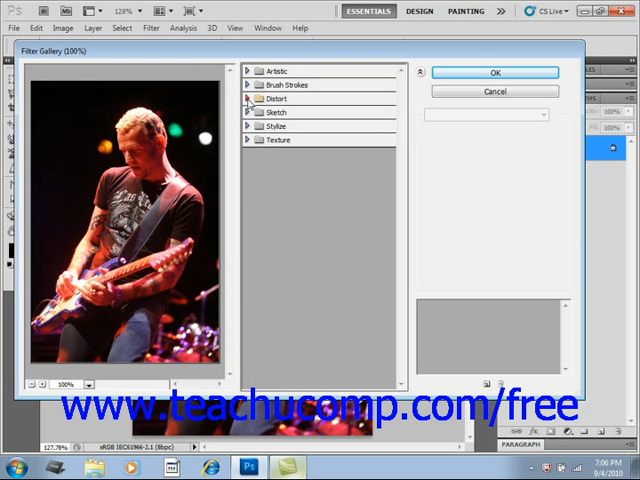 Ps
128%
ESSENTIALS
DESIGN
PAINTING
CS Live
File Edit Image Layer Select Filter Analysis 3D View Window Help
Filter Gallery (100%)
Artistic
Brush Strokes
Distort
Sketch
Stylize
Texture
OK
Cancel
100%
www.teachucomp.com/free
127.78%
sRGB IEC61966-2.1 (8bpc)
PARAGRAPH
Ps
7:06 PM
9/4/2010